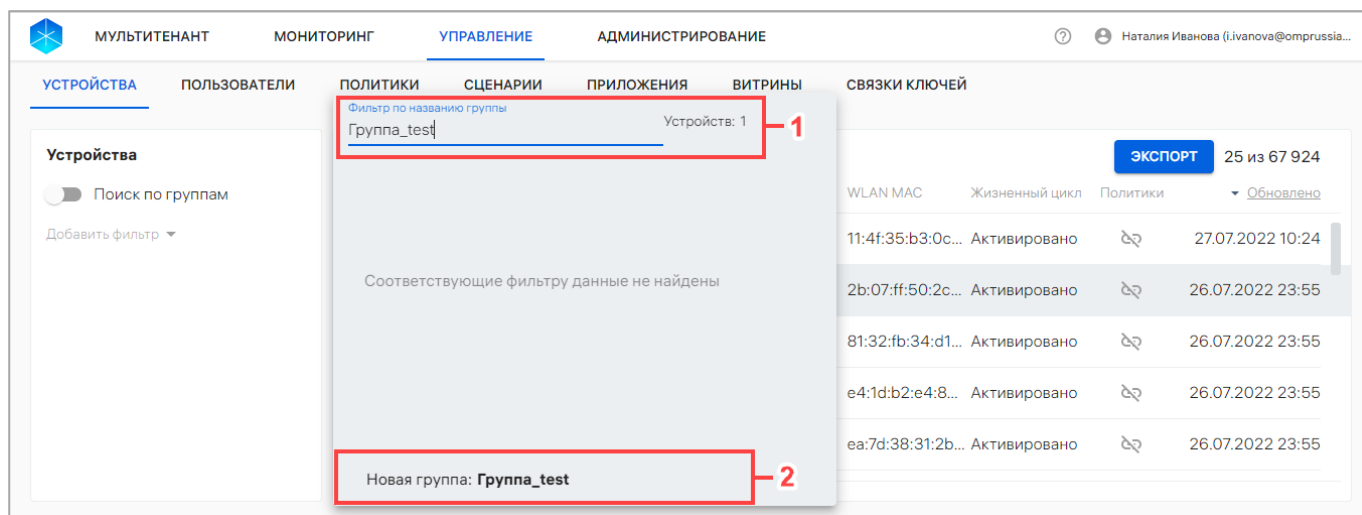 МУЛЬТИТЕНАНТ МОНИТОРИНГ УПРАВЛЕНИЕ АДМИНИСТРИРОВАНИЕ Наталия Иванова (i.ivanova@omprussia...
УСТРОЙСТВА ПОЛЬЗОВАТЕЛИ ПОЛИТИКИ СЦЕНАРИИ ПРИЛОЖЕНИЯ ВИТРИНЫ СВЯЗКИ КЛЮЧЕЙ
Фильтр по названию группы
Группа_test Устройств: 1 1
Устройства ЭКСПОРТ 25 из 67 924
Поиск по группам WLAN MAC Жизненный цикл Политики Обновлено
Добавить фильтр 11:4f:35:b3:0c... Активировано 27.07.2022 10:24
Соответствующие фильтру данные не найдены 2b:07:ff:50:2c... Активировано 26.07.2022 23:55
81:32:fb:34:d1... Активировано 26.07.2022 23:55
e4:1d:b2:e4:8... Активировано 26.07.2022 23:55
ea:7d:38:31:2b... Активировано 26.07.2022 23:55
Новая группа: Группа_test 2